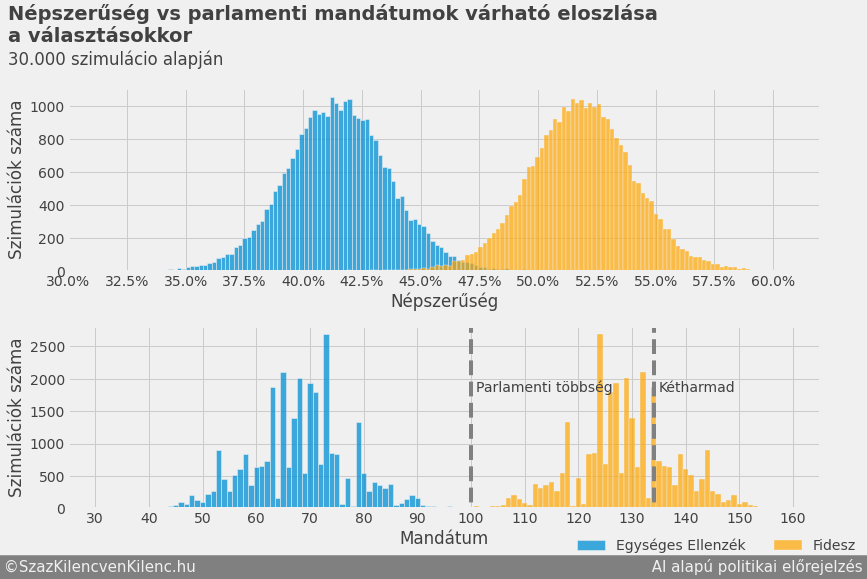 Népszerűség vs parlamenti mandátumok várható eloszlása
a választásokkor
30.000 szimuláció alapján
Szimulációk száma
1000
800
600
400
200
0
30.0% 32.5% 35.0% 37.5% 40.0% 42.5% 45.0% 47.5% 50.0% 52.5% 55.0% 57.5% 60.0%
Népszerűség
Szimulációk száma
2500
2000
1500
1000
500
0
Parlamenti többség Kétharmad
30 40 50 60 70 80 90 100 110 120 130 140 150 160
Mandátum
Egységes Ellenzék Fidesz
©SzazKilencvenKilenc.hu AI alapú politikai előrejelzés